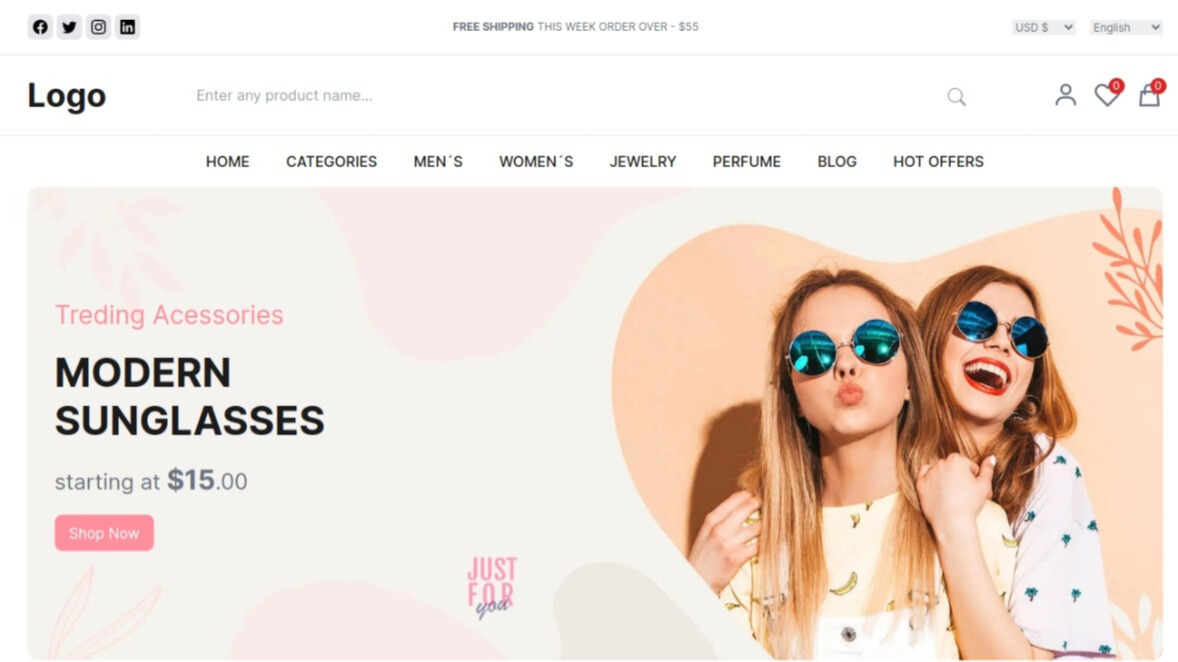 FREE SHIPPING THIS WEEK ORDER OVER - $55
USD $
English
Logo
Enter any product name...
0
0
HOME
CATEGORIES
MEN´S
WOMEN´S
JEWELRY
PERFUME
BLOG
HOT OFFERS
Treding Acessories
MODERN
SUNGLASSES
starting at $15.00
Shop Now
JUST
FOR
you